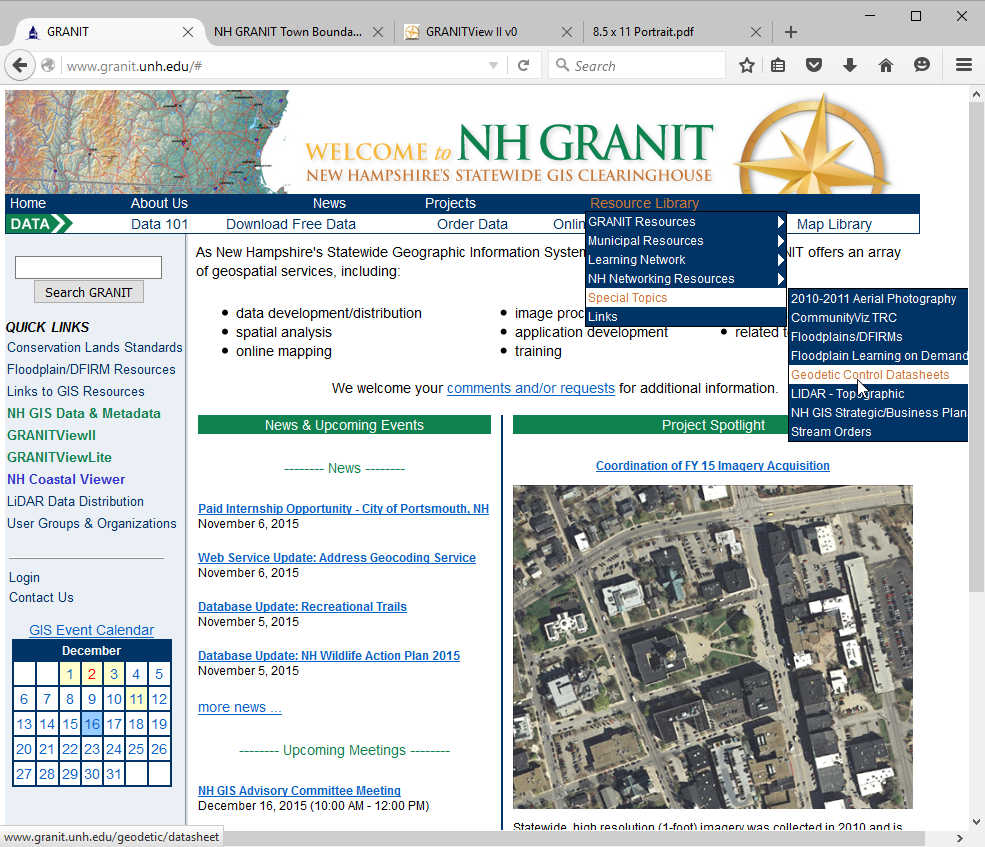 GRANIT
NH GRANIT Town Bounda...
GRANITView II v0
8.5 x 11 Portrait.pdf
www.granit.unh.edu/#
Search
WELCOME to NH GRANIT
NEW HAMPSHIRE'S STATEWIDE GIS CLEARINGHOUSE
Home About Us News Projects Resource Library
DATA Data 101 Download Free Data Order Data Onlin Map Library
GRANIT Resources
Municipal Resources
Learning Network
NH Networking Resources
Special Topics
Links
2010-2011 Aerial Photography
CommunityViz TRC
Floodplains/DFIRMs
Floodplain Learning on Demand
Geodetic Control Datasheets
LIDAR - Topographic
NH GIS Strategic/Business Plan
Stream Orders
Search GRANIT
QUICK LINKS
Conservation Lands Standards
Floodplain/DFIRM Resources
Links to GIS Resources
NH GIS Data & Metadata
GRANITViewII
GRANITViewLite
NH Coastal Viewer
LiDAR Data Distribution
User Groups & Organizations
Login
Contact Us
GIS Event Calendar
December
1 2 3 4 5
6 7 8 9 10 11 12
13 14 15 16 17 18 19
20 21 22 23 24 25 26
27 28 29 30 31
As New Hampshire's Statewide Geographic Information System NIT offers an array
of geospatial services, including:
data development/distribution
spatial analysis
online mapping
image proc
application development
training
related t
We welcome your comments and/or requests for additional information.
News & Upcoming Events
-------- News --------
Paid Internship Opportunity - City of Portsmouth, NH
November 6, 2015
Web Service Update: Address Geocoding Service
November 6, 2015
Database Update: Recreational Trails
November 5, 2015
Database Update: NH Wildlife Action Plan 2015
November 5, 2015
more news ...
-------- Upcoming Meetings --------
NH GIS Advisory Committee Meeting
December 16, 2015 (10:00 AM - 12:00 PM)
Project Spotlight
Coordination of FY 15 Imagery Acquisition
Statewide, high resolution (1-foot) imagery was collected in 2010 and is
www.granit.unh.edu/geodetic/datasheet